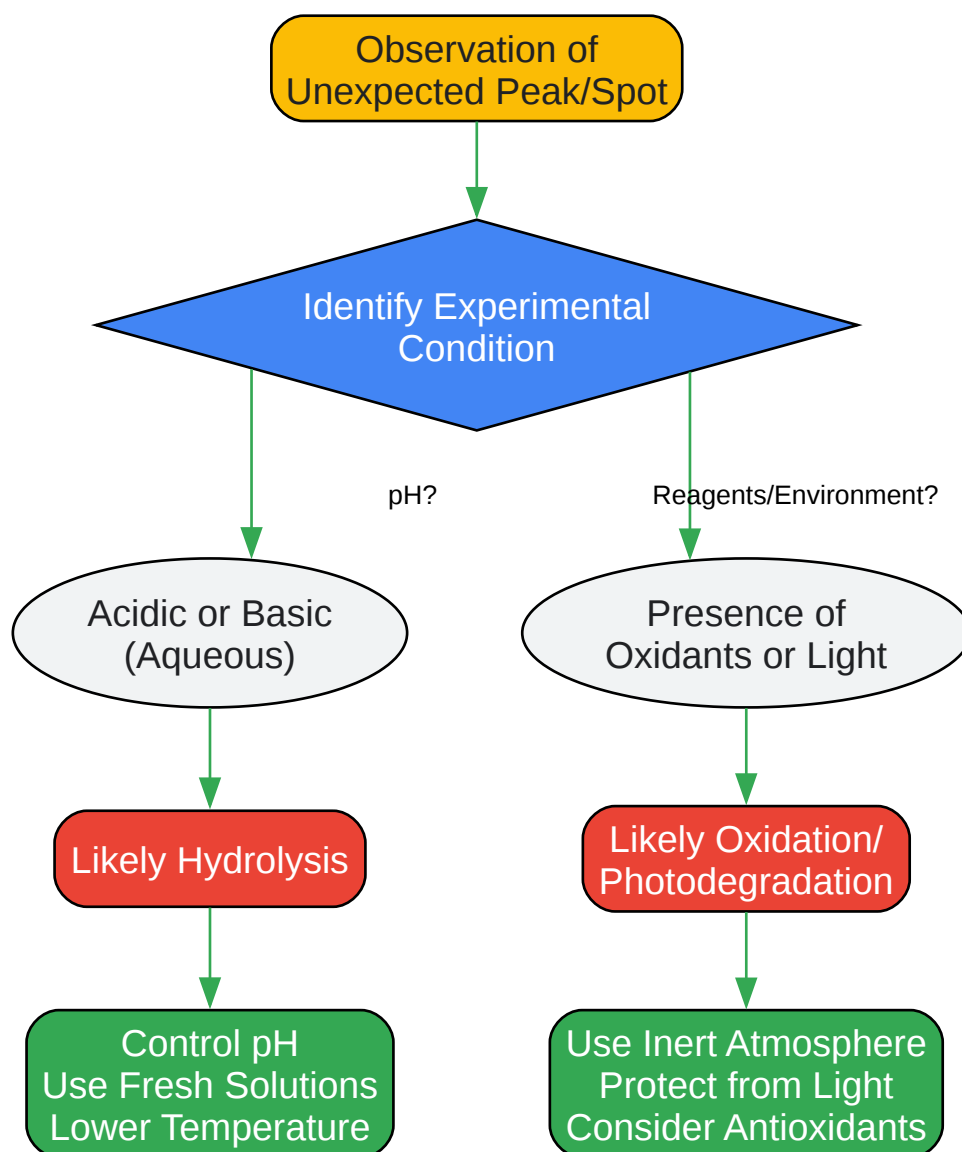 Observation of
Unexpected Peak/Spot
Identify Experimental
Condition
pH?
Reagents/Environment?
Acidic or Basic
(Aqueous)
Presence of
Oxidants or Light
Likely Hydrolysis
Likely Oxidation/
Photodegradation
Control pH
Use Fresh Solutions
Lower Temperature
Use Inert Atmosphere
Protect from Light
Consider Antioxidants